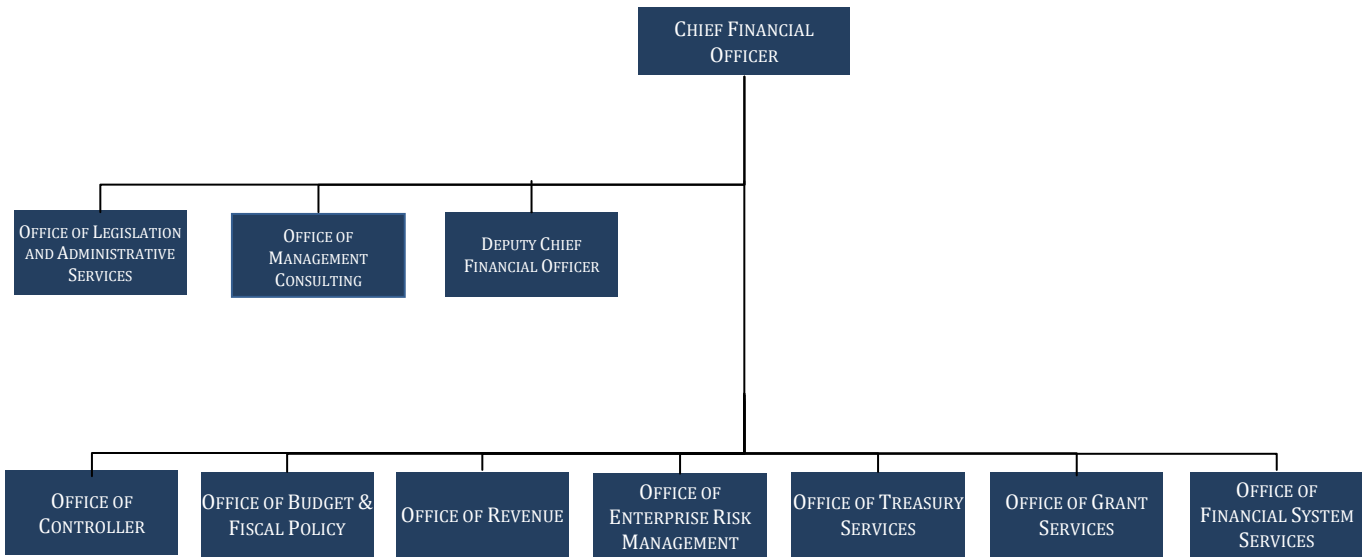 CHIEF FINANCIAL
OFFICER
OFFICE OF LEGISLATION
AND ADMINISTRATIVE
SERVICES
OFFICE OF
MANAGEMENT
CONSULTING
DEPUTY CHIEF
FINANCIAL OFFICER
OFFICE OF
CONTROLLER
OFFICE OF BUDGET &
FISCAL POLICY
OFFICE OF REVENUE
OFFICE OF
ENTERPRISE RISK
MANAGEMENT
OFFICE OF TREASURY
SERVICES
OFFICE OF GRANT
SERVICES
OFFICE OF
FINANCIAL SYSTEM
SERVICES